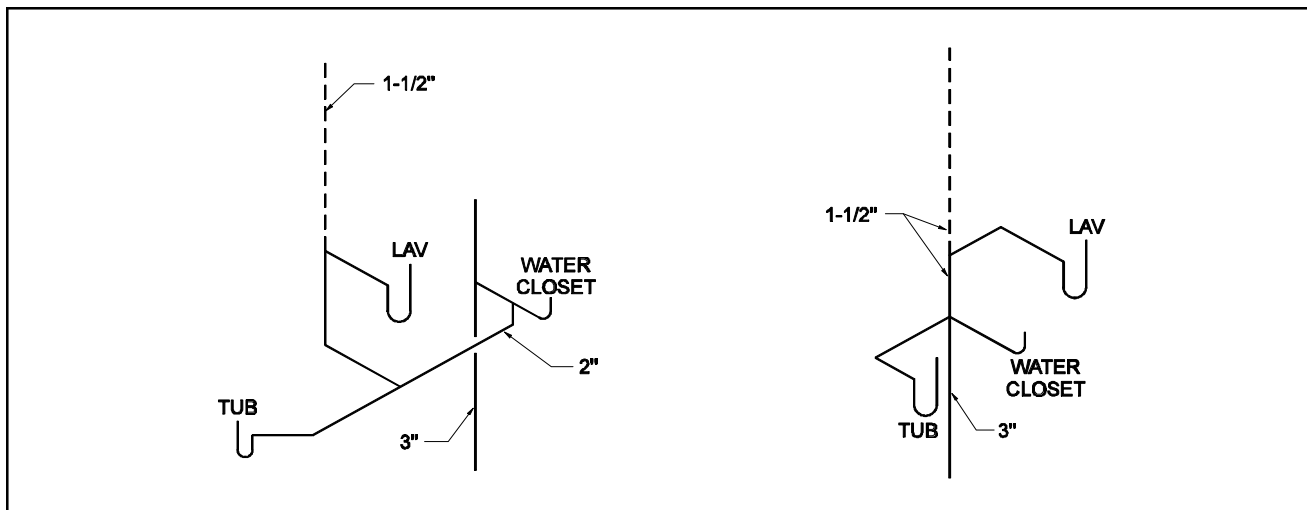 1-1/2"
LAV
WATER
CLOSET
2"
TUB
3"
1-1/2"
LAV
WATER
CLOSET
TUB
3"